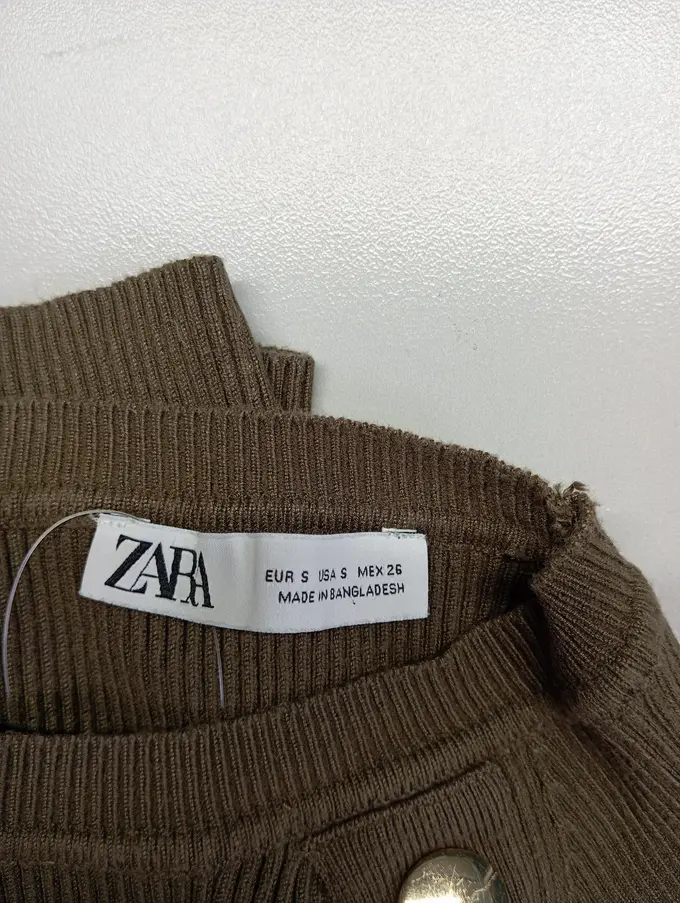 ZARA
EUR S USA S MEX 26
MADE IN BANGLADESH